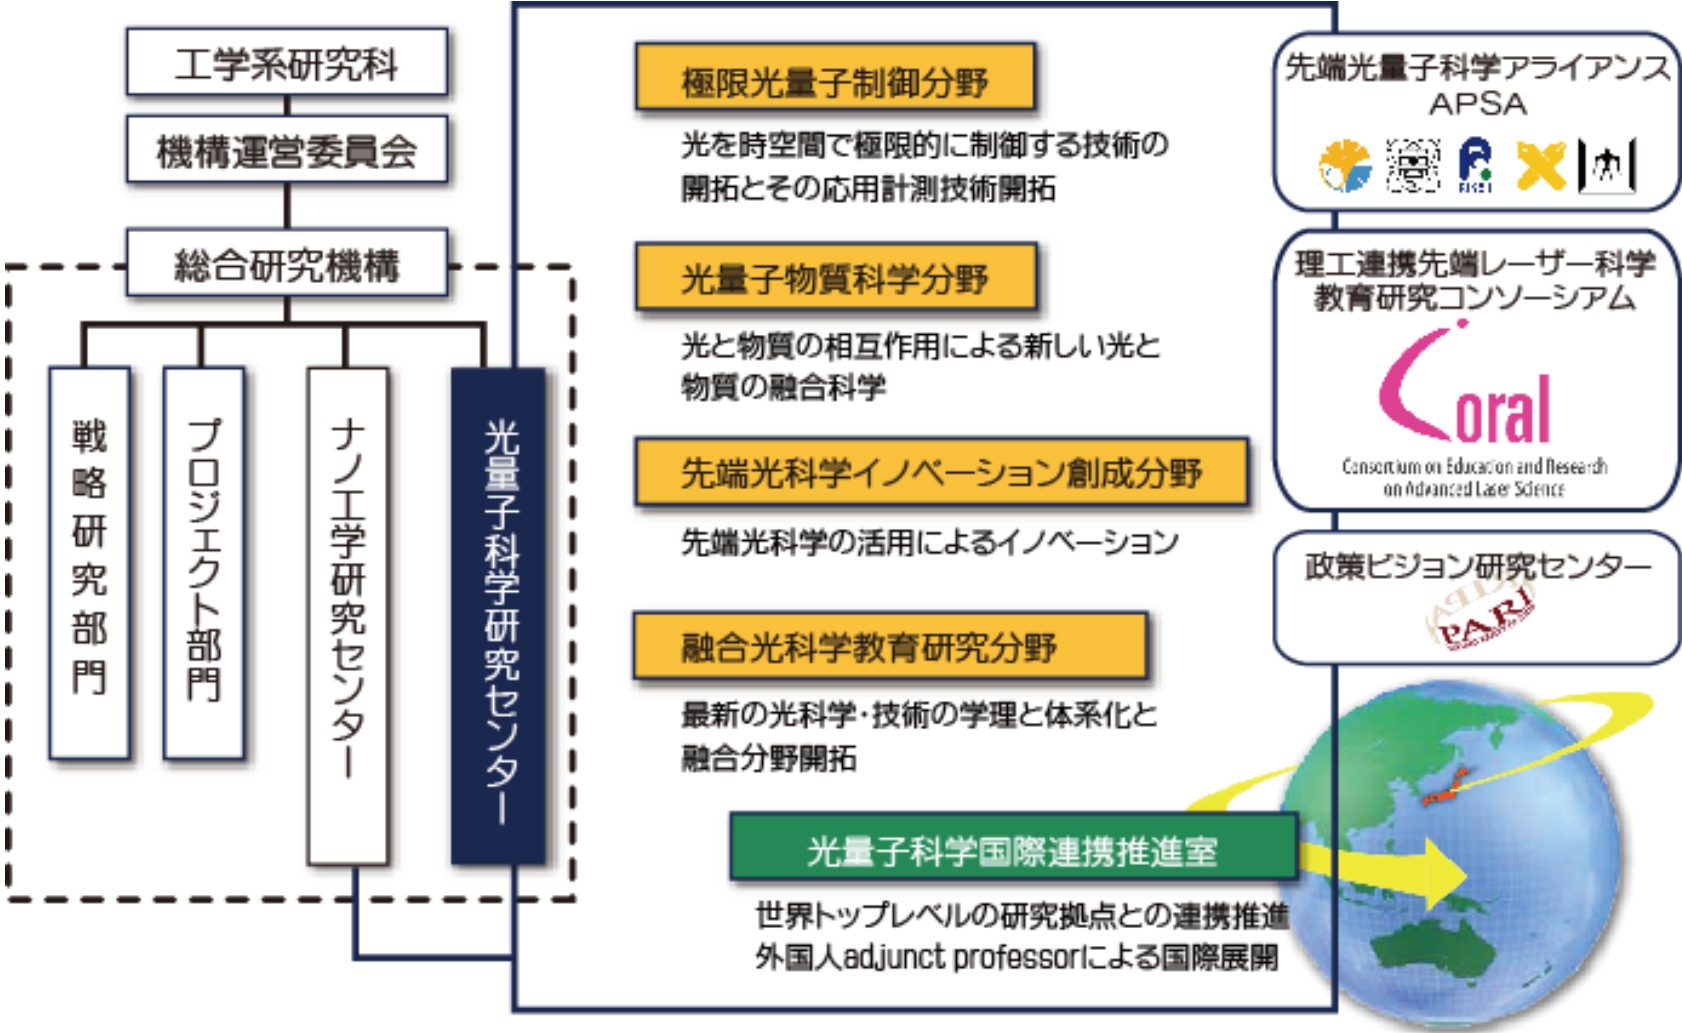 工学系研究科
機構運営委員会
総合研究機構
戦略研究部門
プロジェクト部門
ナノ工学研究センター
光量子科学研究センター
極限光量子制御分野
光を時空間で極限的に制御する技術の
開拓とその応用計測技術開拓
光量子物質科学分野
光と物質の相互作用による新しい光と
物質の融合科学
先端光科学イノベーション創成分野
先端光科学の活用によるイノベーション
融合光科学教育研究分野
最新の光科学・技術の学理と体系化と
融合分野開拓
光量子科学国際連携推進室
世界トップレベルの研究拠点との連携推進
外国人adjunct professorによる国際展開
先端光量子科学アライアンス
APSA
理工連携先端レーザー科学
教育研究コンソーシアム
Coral
Consortium on Education and Research
on Advanced Laser Science
政策ビジョン研究センター
PARI